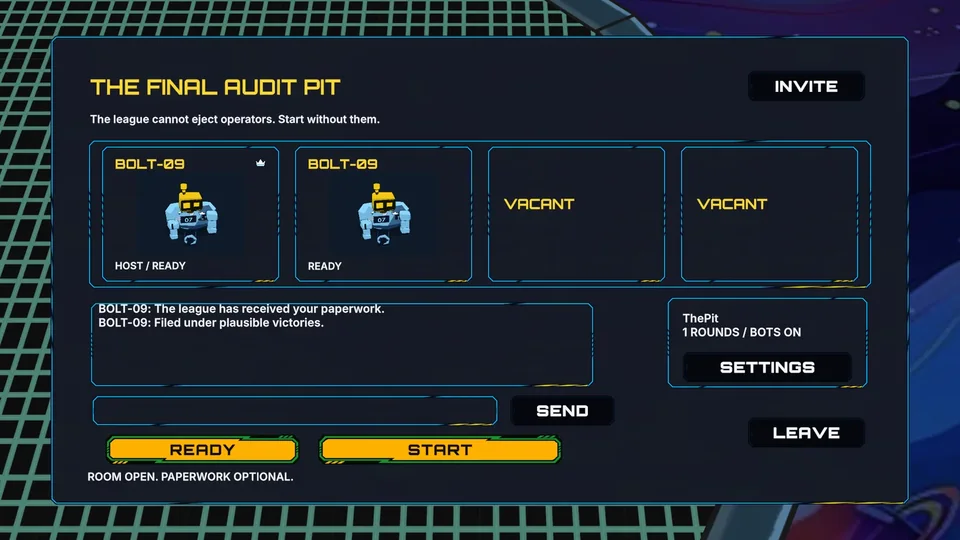 THE FINAL AUDIT PIT
INVITE
The league cannot eject operators. Start without them.
BOLT-09
BOLT-09
VACANT
VACANT
07
07
HOST / READY
READY
BOLT-09: The league has received your paperwork.
BOLT-09: Filed under plausible victories.
ThePit
1 ROUNDS / BOTS ON
SETTINGS
SEND
LEAVE
READY
START
ROOM OPEN. PAPERWORK OPTIONAL.